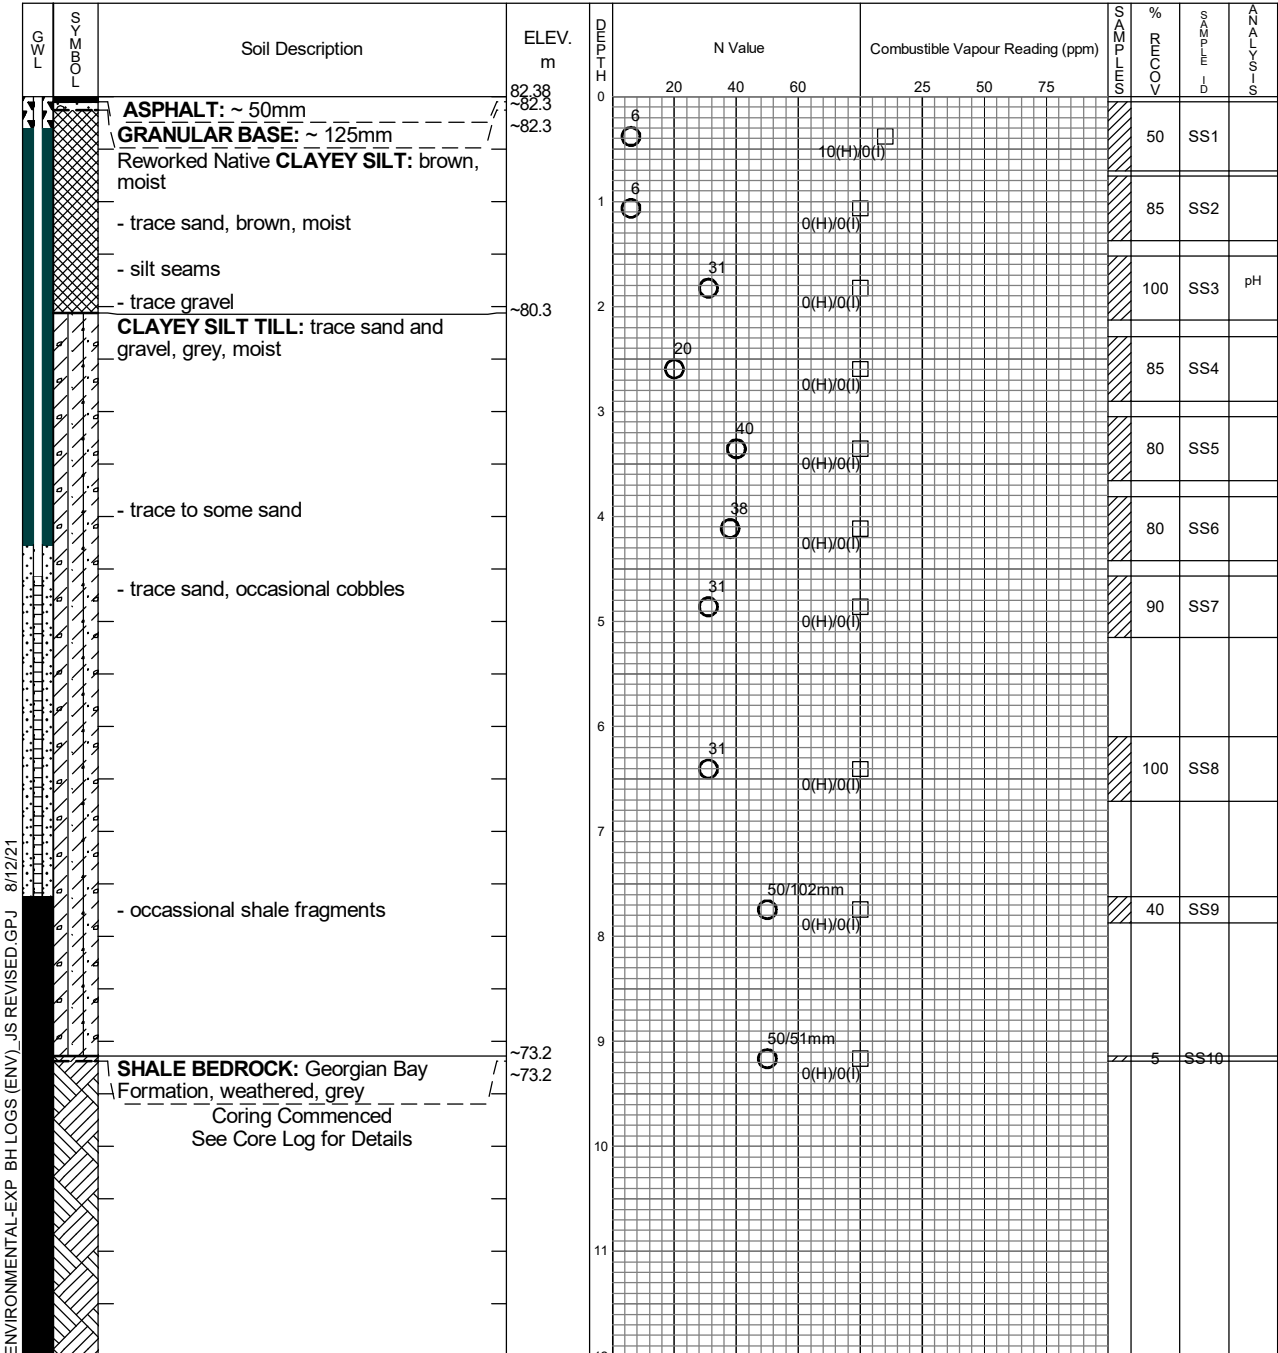 GWL
SYMBOL
Soil Description
ELEV.
m
DEPTH
N Value
Combustible Vapour Reading (ppm)
SAMPLES
% RECOV
SAMPLE ID
ANALYSIS
20 40 60 25 50 75
82.38
0
ASPHALT: ~ 50mm
~82.3
GRANULAR BASE: ~ 125mm
~82.3
6
10(H)/0(I)
50 SS1
Reworked Native CLAYEY SILT: brown,
moist
- trace sand, brown, moist
1
6
0(H)/0(I)
85 SS2
- silt seams
31
0(H)/0(I)
100 SS3 pH
- trace gravel
~80.3
2
CLAYEY SILT TILL: trace sand and
gravel, grey, moist
20
0(H)/0(I)
85 SS4
3
40
0(H)/0(I)
80 SS5
- trace to some sand
4
38
0(H)/0(I)
80 SS6
- trace sand, occasional cobbles
31
0(H)/0(I)
90 SS7
5
6
31
0(H)/0(I)
100 SS8
7
- occassional shale fragments
50/102mm
0(H)/0(I)
40 SS9
8
9
50/51mm
0(H)/0(I)
5 SS10
~73.2
SHALE BEDROCK: Georgian Bay
Formation, weathered, grey
~73.2
Coring Commenced
See Core Log for Details
10
11
ENVIRONMENTAL-EXP BH LOGS (ENV)_JS REVISED.GPJ 8/12/21